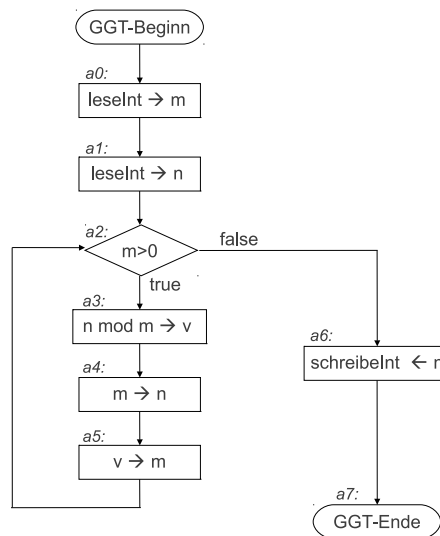 GGT-Beginn
a0:
leseInt → m
a1:
leseInt → n
a2:
m>0
false
true
a3:
n mod m → v
a4:
m → n
a5:
v → m
a6:
schreibeInt ← n
a7:
GGT-Ende